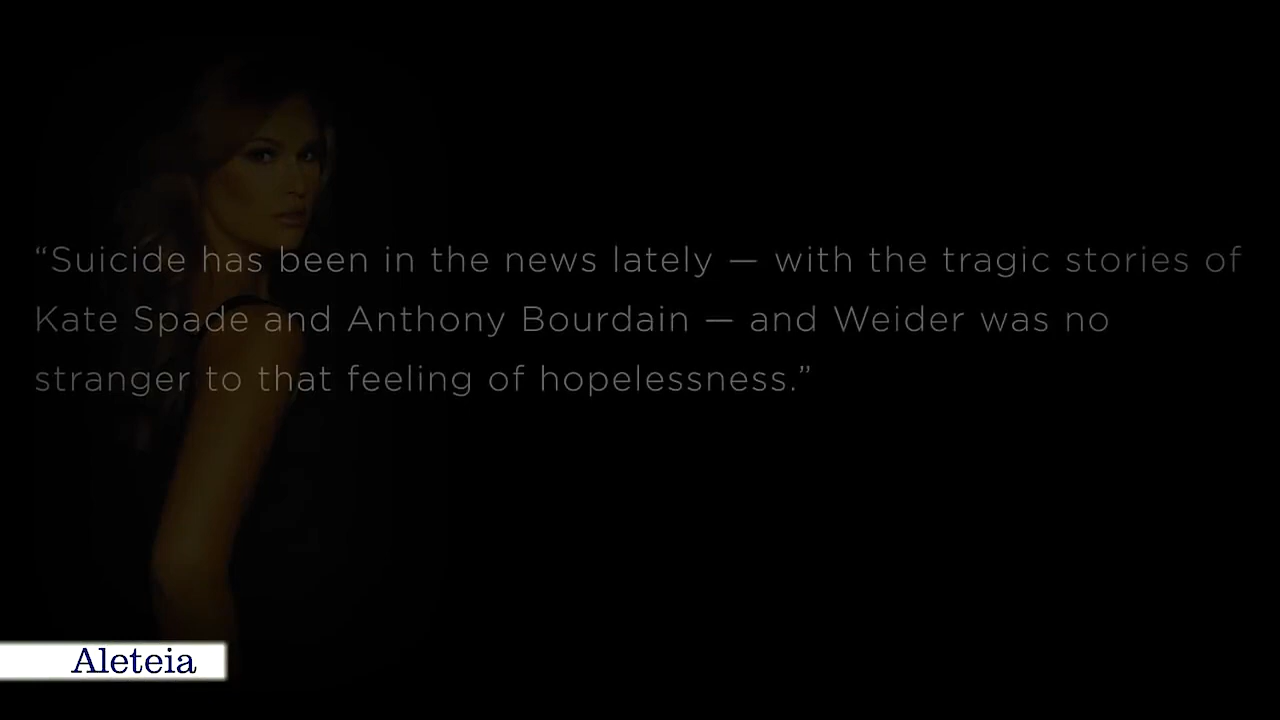 “Suicide has been in the news lately — with the tragic stories of
Kate Spade and Anthony Bourdain — and Weider was no
stranger to that feeling of hopelessness.”
Aleteia